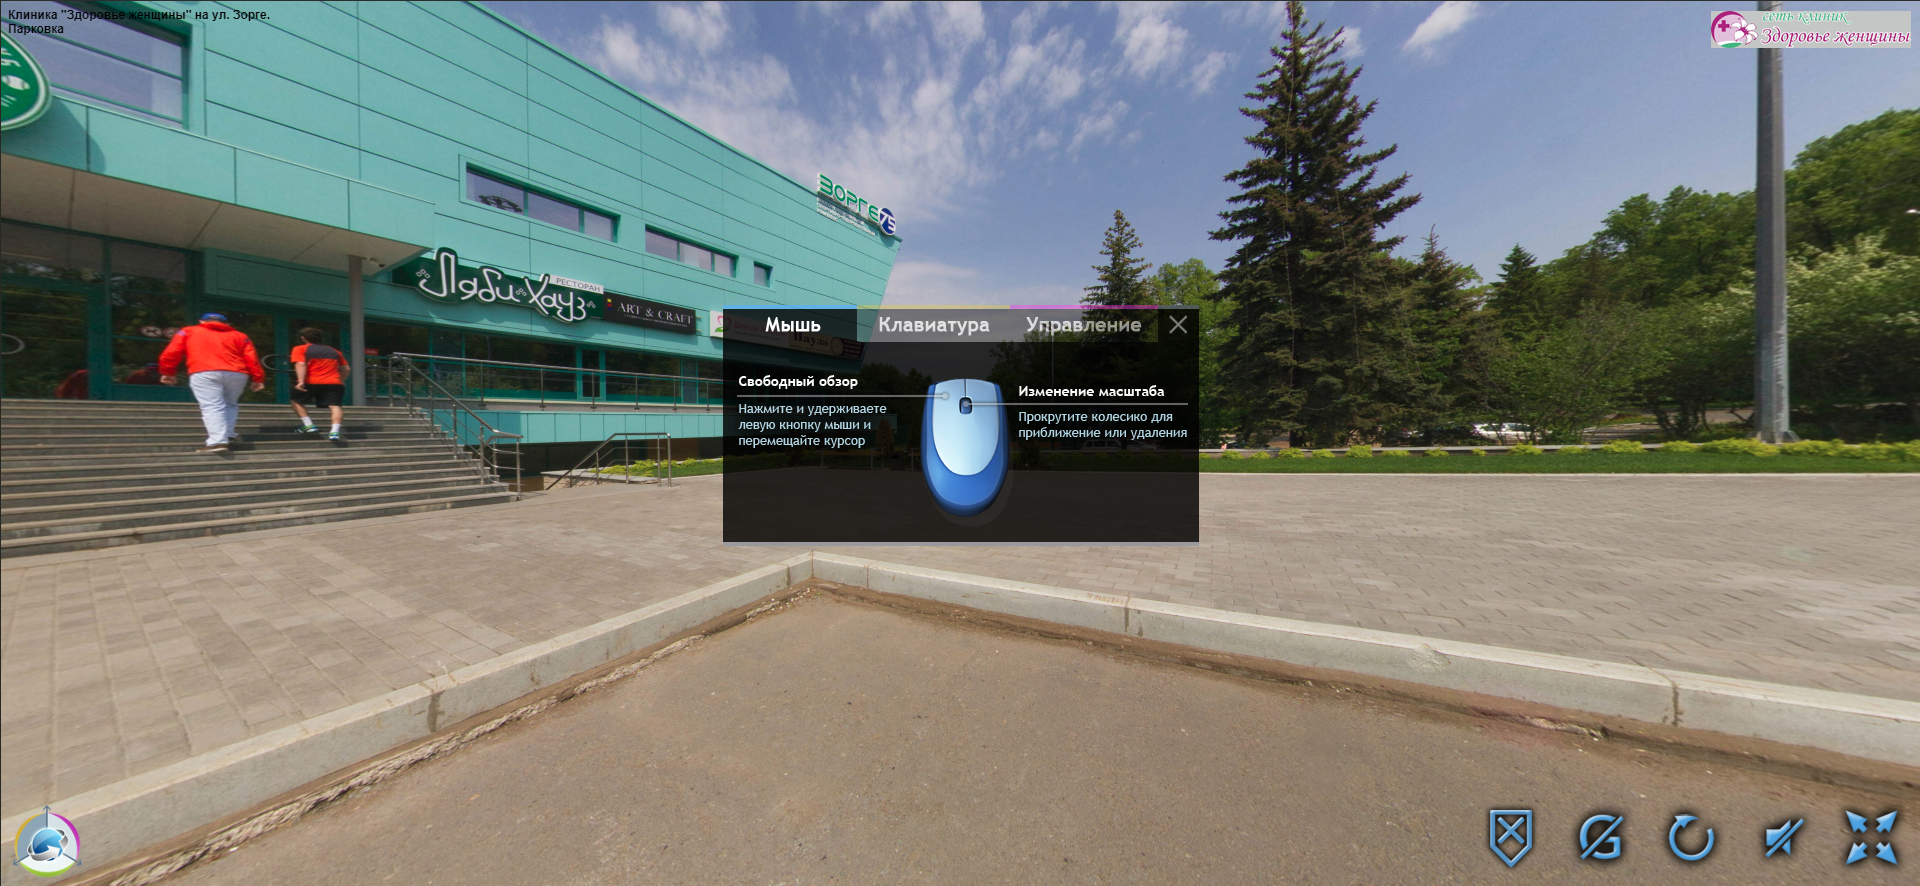 Клиника "Здоровье женщины" на ул. Зорге.
Парковка
сеть клиник
Здоровье женщины
ЗОРГЕ 75
Ляби Хауз
РЕСТОРАН
ART & CRAFT
Мышь
Клавиатура
Управление
Свободный обзор
Нажмите и удерживаете
левую кнопку мыши и
перемещайте курсор
Изменение масштаба
Прокрутите колесико для
приближение или удаления